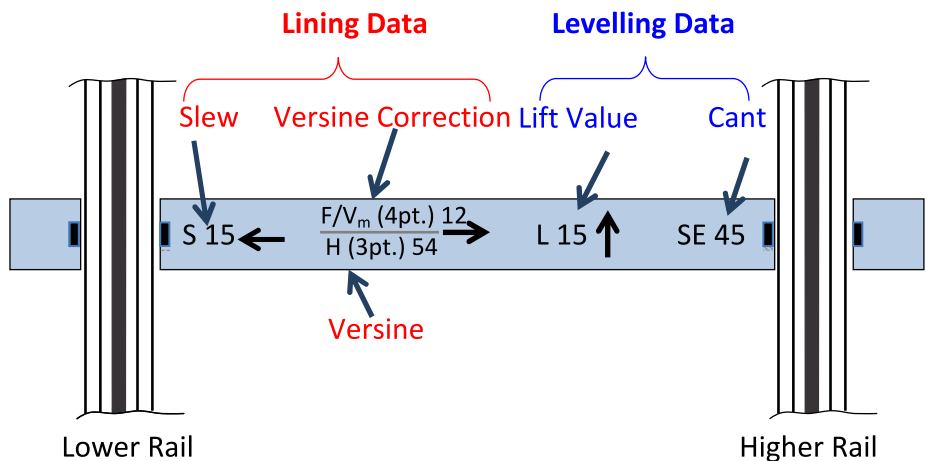 Lining Data Levelling Data
Slew Versine Correction Lift Value Cant
S 15 F/Vm (4pt.) 12 L 15 SE 45
H (3pt.) 54
Versine
Lower Rail Higher Rail